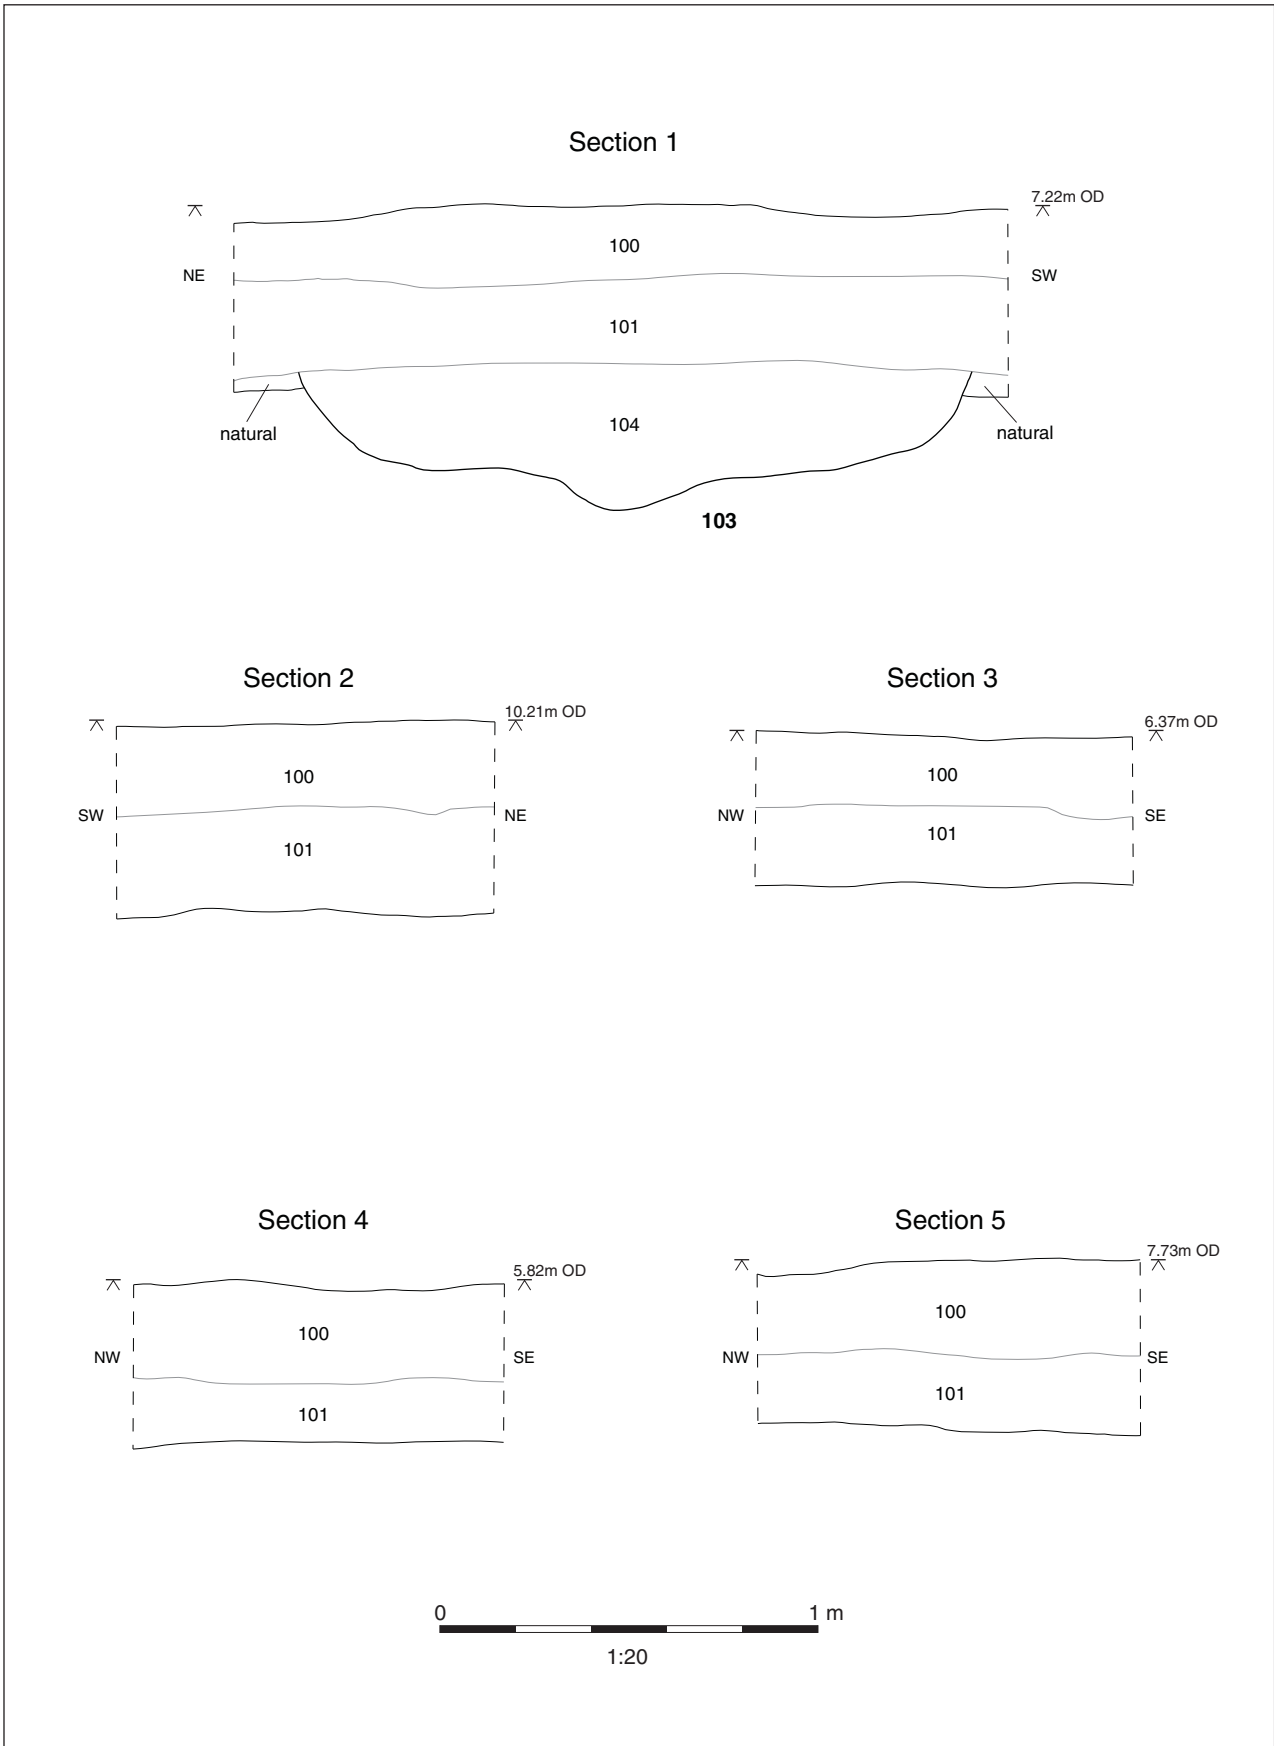 Section 1
7.22m OD
100
NE
SW
101
104
natural
natural
103
Section 2
10.21m OD
100
SW
NE
101
Section 3
6.37m OD
100
NW
SE
101
Section 4
5.82m OD
100
NW
SE
101
Section 5
7.73m OD
100
NW
SE
101
0
1 m
1:20